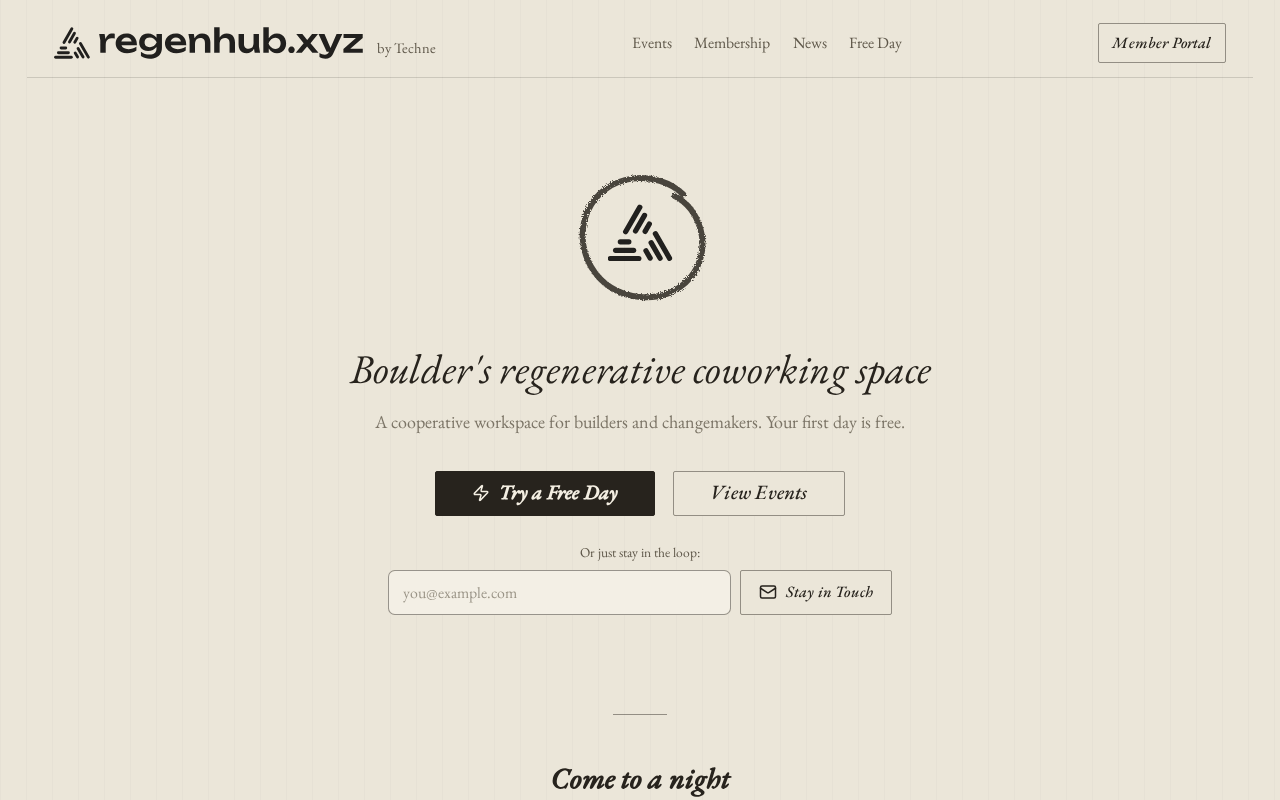 regenhub.xyz by Techne
Events Membership News Free Day
Member Portal
Boulder's regenerative coworking space
A cooperative workspace for builders and changemakers. Your first day is free.
Try a Free Day
View Events
Or just stay in the loop:
you@example.com
Stay in Touch
Come to a night